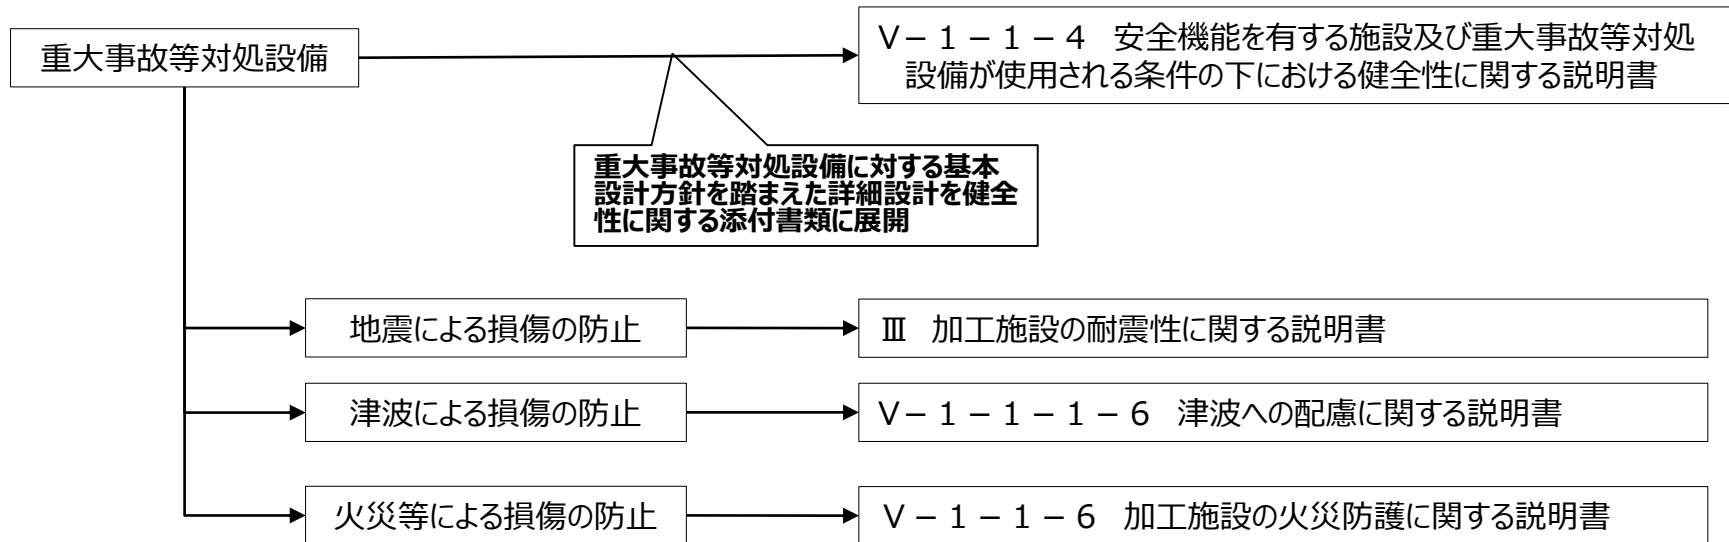 重大事故等対処設備
Ⅴ－１－１－４ 安全機能を有する施設及び重大事故等対処
設備が使用される条件の下における健全性に関する説明書
重大事故等対処設備に対する基本
設計方針を踏まえた詳細設計を健全
性に関する添付書類に展開
地震による損傷の防止
Ⅲ 加工施設の耐震性に関する説明書
津波による損傷の防止
Ⅴ－１－１－１－６ 津波への配慮に関する説明書
火災等による損傷の防止
Ⅴ－１－１－６ 加工施設の火災防護に関する説明書